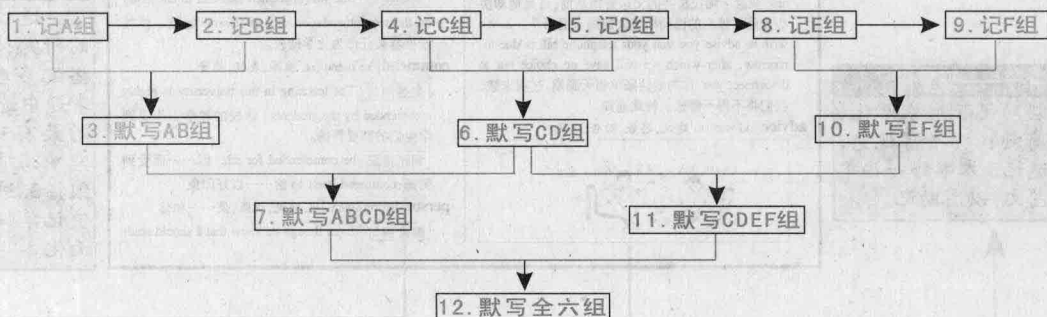 1.记A组
2.记B组
4.记C组
5.记D组
8.记E组
9.记F组
3.默写AB组
6.默写CD组
10.默写EF组
7.默写ABCD组
11.默写CDEF组
12.默写全六组